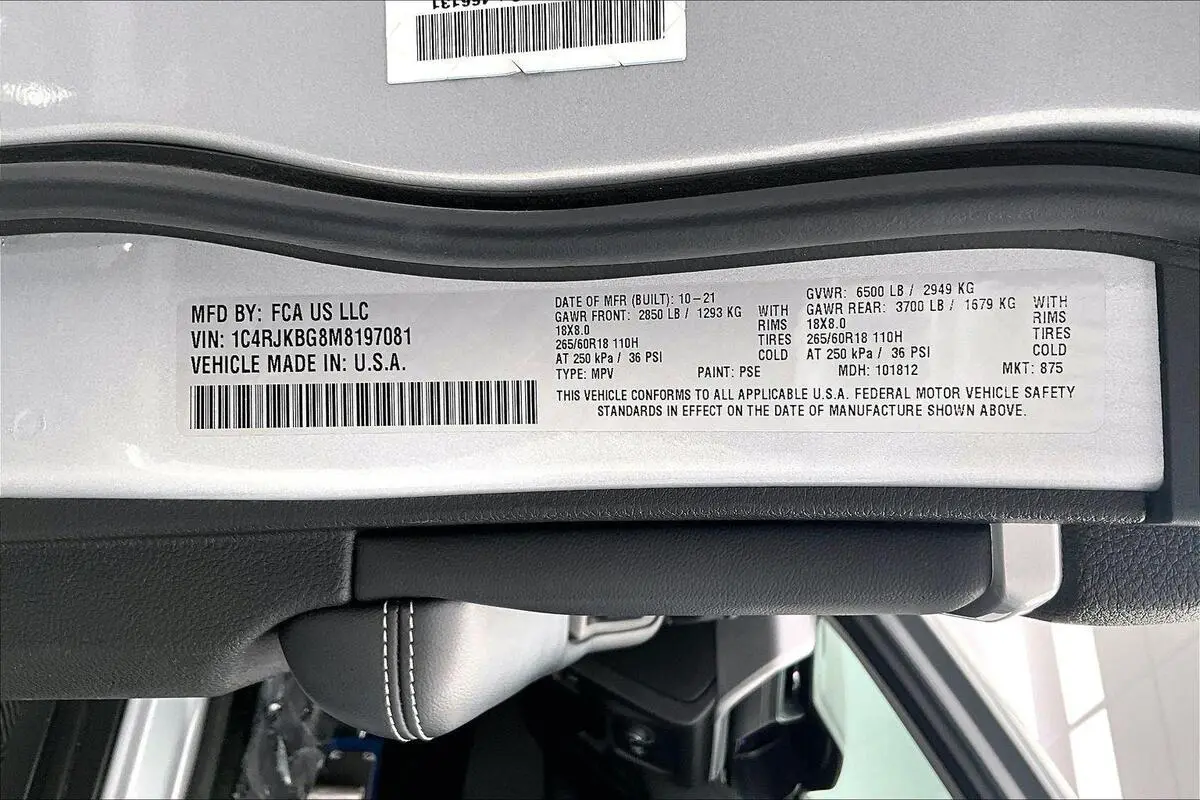 MFD BY: FCA US LLC
VIN: 1C4RJKBG8M8197081
VEHICLE MADE IN: U.S.A.
DATE OF MFR (BUILT): 10-21
GAWR FRONT: 2850 LB / 1293 KG WITH
18X8.0 RIMS
265/60R18 110H TIRES
AT 250 kPa / 36 PSI COLD
TYPE: MPV PAINT: PSE
GVWR: 6500 LB / 2949 KG
GAWR REAR: 3700 LB / 1679 KG WITH
18X8.0 RIMS
265/60R18 110H TIRES
AT 250 kPa / 36 PSI COLD
MDH: 101812 MKT: 875
THIS VEHICLE CONFORMS TO ALL APPLICABLE U.S.A. FEDERAL MOTOR VEHICLE SAFETY
STANDARDS IN EFFECT ON THE DATE OF MANUFACTURE SHOWN ABOVE.